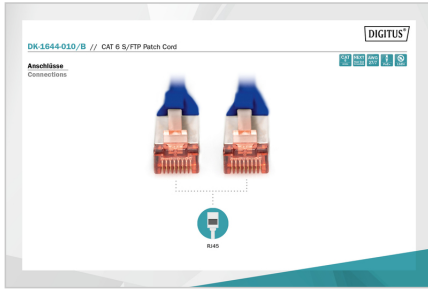 DIGITUS®
DK-1644-010/B // CAT 6 S/FTP Patch Cord
Anschlüsse
Connections
RJ45